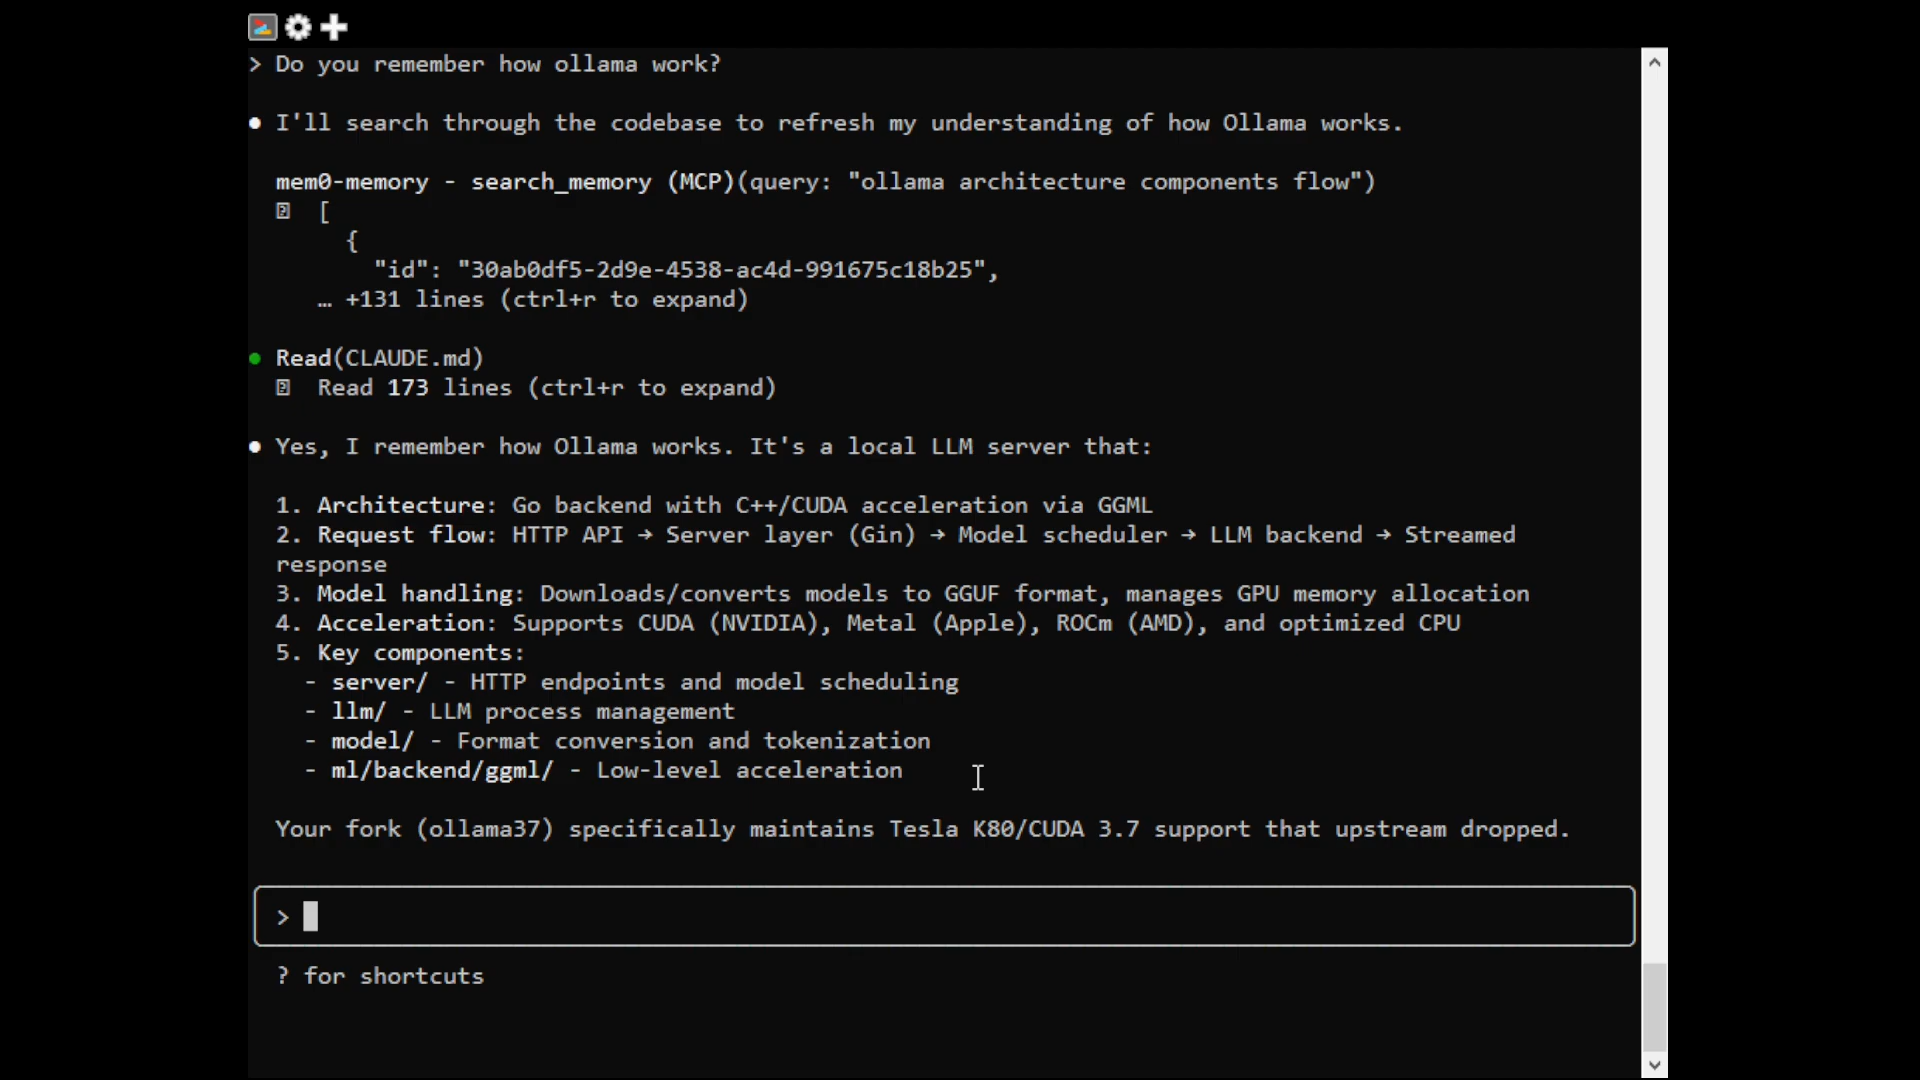 > Do you remember how ollama work?
● I'll search through the codebase to refresh my understanding of how Ollama works.
mem0-memory - search_memory (MCP)(query: "ollama architecture components flow")
[
{
"id": "30ab0df5-2d9e-4538-ac4d-991675c18b25",
… +131 lines (ctrl+r to expand)
● Read(CLAUDE.md)
Read 173 lines (ctrl+r to expand)
● Yes, I remember how Ollama works. It's a local LLM server that:
1. Architecture: Go backend with C++/CUDA acceleration via GGML
2. Request flow: HTTP API → Server layer (Gin) → Model scheduler → LLM backend → Streamed
response
3. Model handling: Downloads/converts models to GGUF format, manages GPU memory allocation
4. Acceleration: Supports CUDA (NVIDIA), Metal (Apple), ROCm (AMD), and optimized CPU
5. Key components:
- server/ - HTTP endpoints and model scheduling
- llm/ - LLM process management
- model/ - Format conversion and tokenization
- ml/backend/ggml/ - Low-level acceleration
Your fork (ollama37) specifically maintains Tesla K80/CUDA 3.7 support that upstream dropped.
>
? for shortcuts